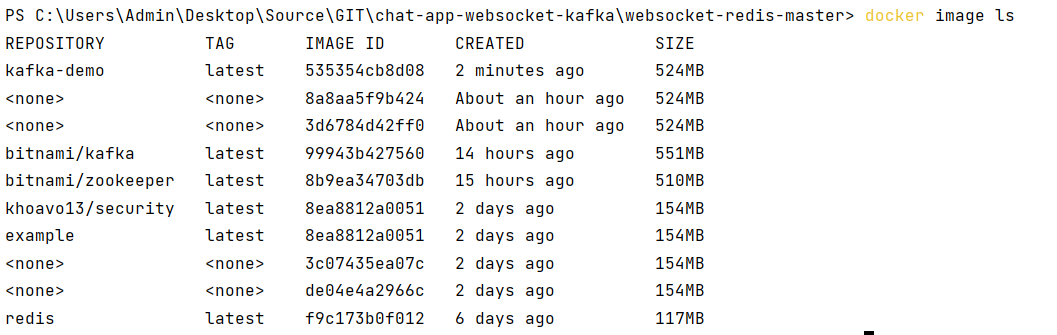 PS C:\Users\Admin\Desktop\Source\GIT\chat-app-websocket-kafka\websocket-redis-master> docker image ls
REPOSITORY          TAG       IMAGE ID       CREATED             SIZE
kafka-demo          latest    535354cb8d08   2 minutes ago       524MB
<none>              <none>    8a8aa5f9b424   About an hour ago   524MB
<none>              <none>    3d6784d42ff0   About an hour ago   524MB
bitnami/kafka       latest    99943b427560   14 hours ago        551MB
bitnami/zookeeper   latest    8b9ea34703db   15 hours ago        510MB
khoavo13/security   latest    8ea8812a0051   2 days ago          154MB
example             latest    8ea8812a0051   2 days ago          154MB
<none>              <none>    3c07435ea07c   2 days ago          154MB
<none>              <none>    de04e4a2966c   2 days ago          154MB
redis               latest    f9c173b0f012   6 days ago          117MB